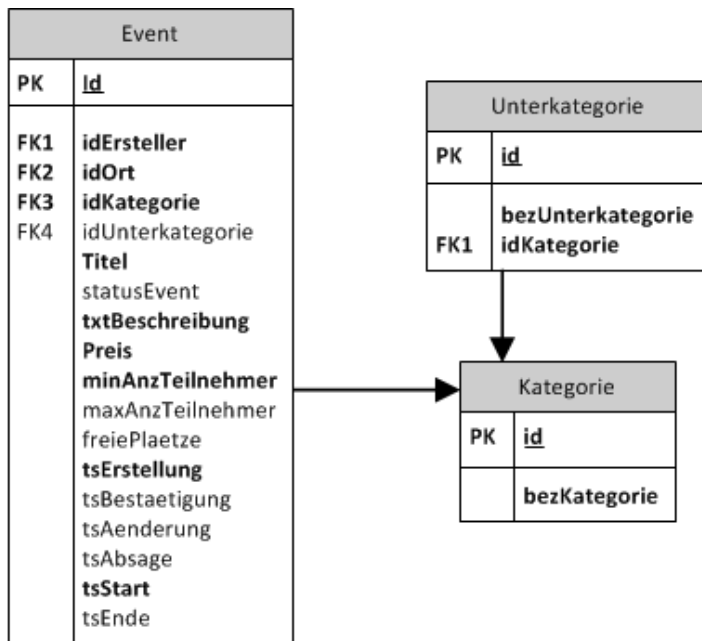 Event
PK Id
FK1 idErsteller
FK2 idOrt
FK3 idKategorie
FK4 idUnterkategorie
Titel
statusEvent
txtBeschreibung
Preis
minAnzTeilnehmer
maxAnzTeilnehmer
freiePlaetze
tsErstellung
tsBestaetigung
tsAenderung
tsAbsage
tsStart
tsEnde
Unterkategorie
PK id
bezUnterkategorie
FK1 idKategorie
Kategorie
PK id
bezKategorie